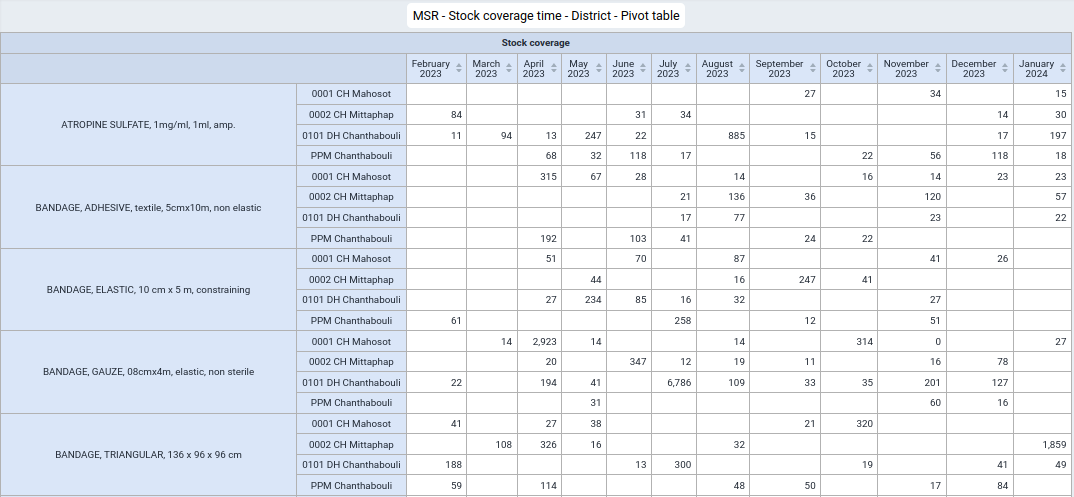 MSR - Stock coverage time - District - Pivot table
Stock coverage
February 2023 March 2023 April 2023 May 2023 June 2023 July 2023 August 2023 September 2023 October 2023 November 2023 December 2023 January 2024
ATROPINE SULFATE, 1mg/ml, 1ml, amp.
0001 CH Mahosot 27 34 15
0002 CH Mittaphap 84 31 34 14 30
0101 DH Chanthabouli 11 94 13 247 22 885 15 17 197
PPM Chanthabouli 68 32 118 17 22 56 118 18
BANDAGE, ADHESIVE, textile, 5cmx10m, non elastic
0001 CH Mahosot 315 67 28 14 16 14 23 23
0002 CH Mittaphap 21 136 36 120 57
0101 DH Chanthabouli 17 77 23 22
PPM Chanthabouli 192 103 41 24 22
BANDAGE, ELASTIC, 10 cm x 5 m, constraining
0001 CH Mahosot 51 70 87 41 26
0002 CH Mittaphap 44 16 247 41
0101 DH Chanthabouli 27 234 85 16 32 27
PPM Chanthabouli 61 258 12 51
BANDAGE, GAUZE, 08cmx4m, elastic, non sterile
0001 CH Mahosot 14 2,923 14 14 314 0 27
0002 CH Mittaphap 20 347 12 19 11 16 78
0101 DH Chanthabouli 22 194 41 6,786 109 33 35 201 127
PPM Chanthabouli 31 60 16
BANDAGE, TRIANGULAR, 136 x 96 x 96 cm
0001 CH Mahosot 41 27 38 21 320
0002 CH Mittaphap 108 326 16 32 1,859
0101 DH Chanthabouli 188 13 300 19 41 49
PPM Chanthabouli 59 114 48 50 17 84